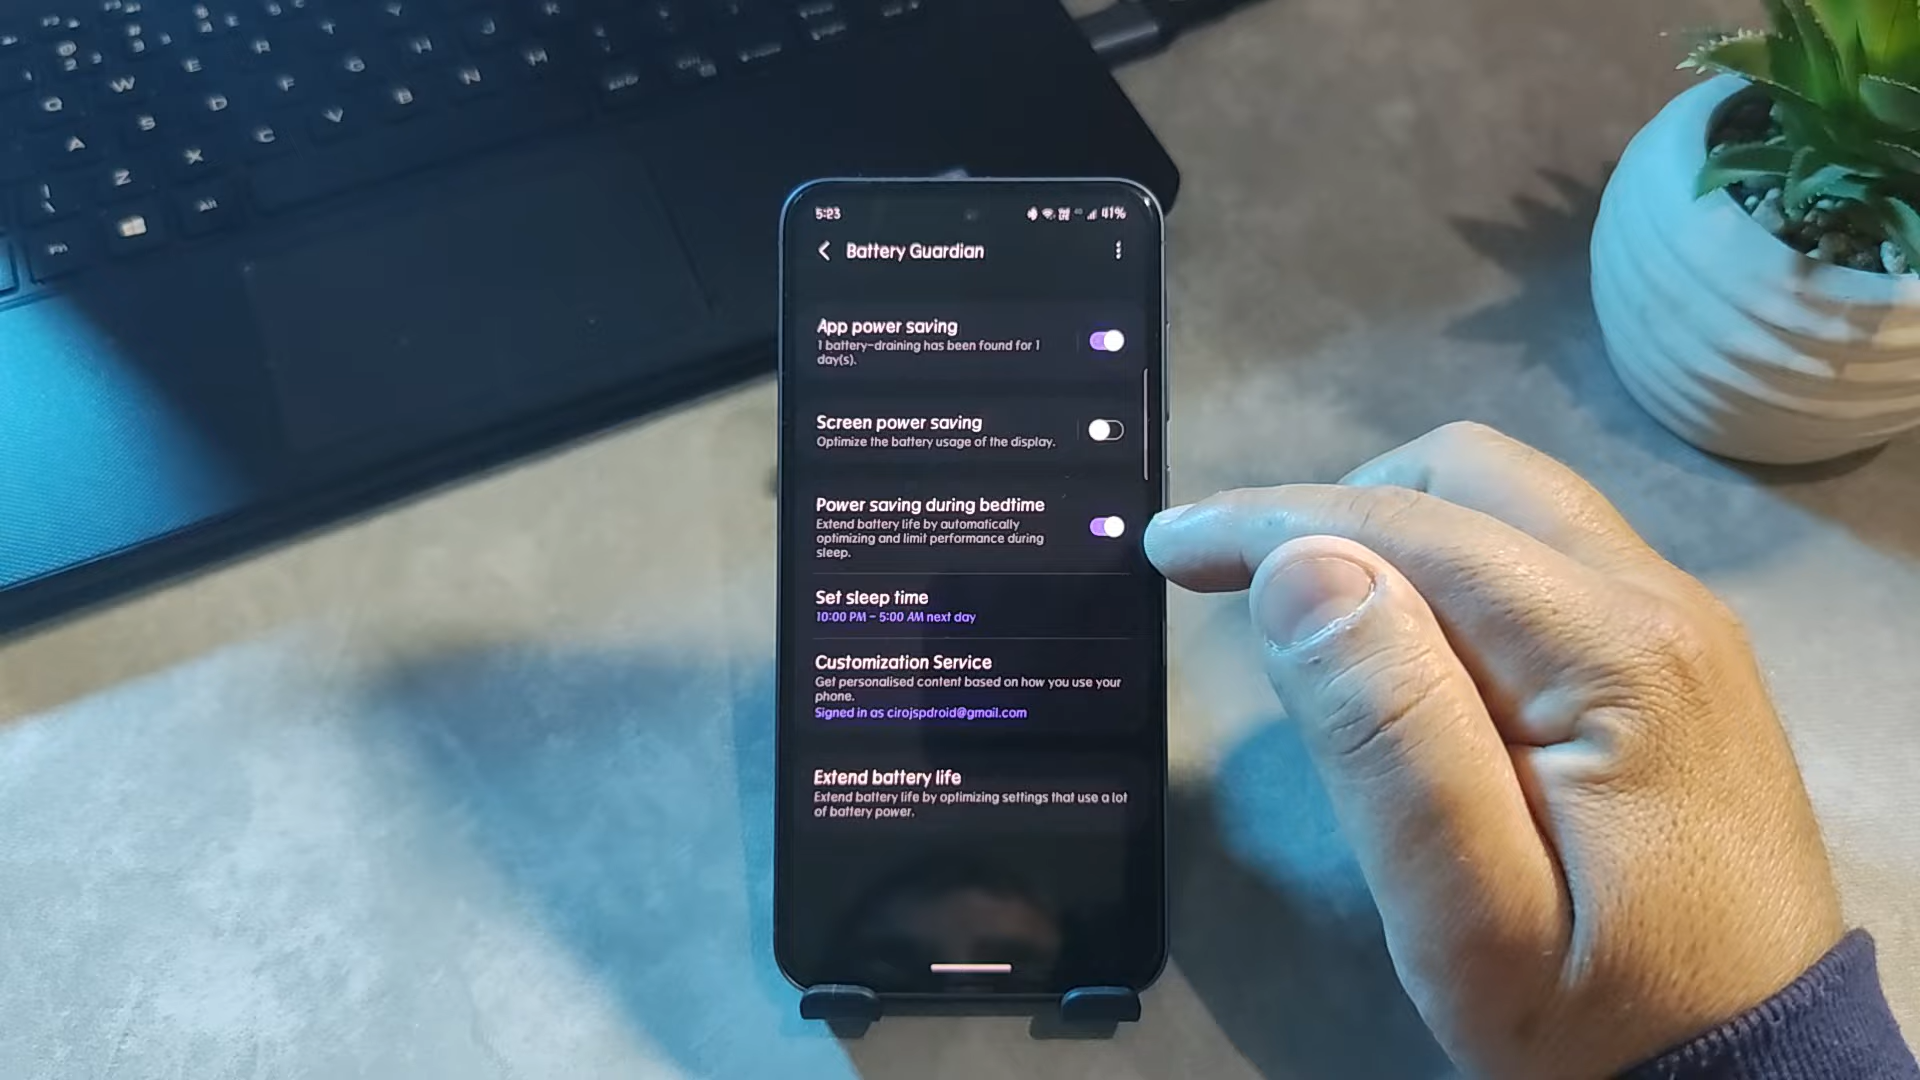 5:23
41%
Battery Guardian
App power saving
1 battery-draining has been found for 1
day(s).
Screen power saving
Optimize the battery usage of the display.
Power saving during bedtime
Extend battery life by automatically
optimizing and limit performance during
sleep.
Set sleep time
10:00 PM – 5:00 AM next day
Customization Service
Get personalised content based on how you use your
phone.
Signed in as cirojspdroid@gmail.com
Extend battery life
Extend battery life by optimizing settings that use a lot
of battery power.
Q W E R T Y
A S D F G H J K
Z X C V B N M
Fn Alt